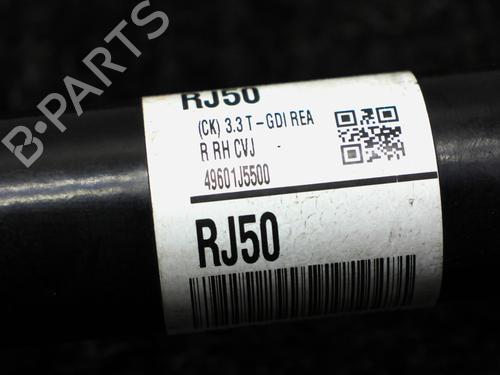 RJ50
(CK) 3.3 T-GDI REA
R RH CVJ
49601J5500
RJ50
B-PARTS